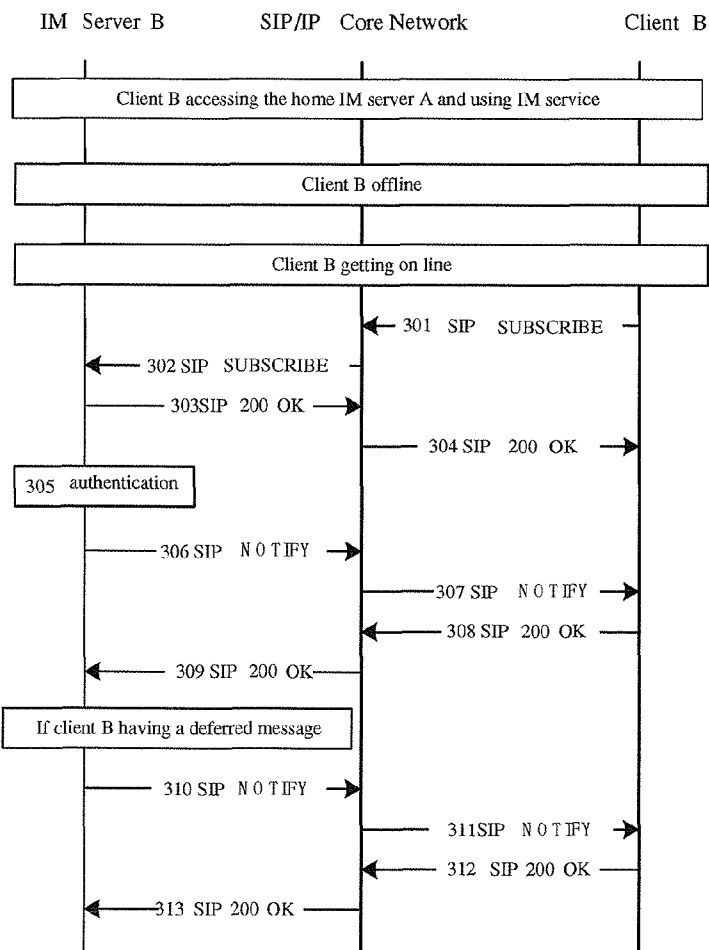 IM Server B SIP/IP Core Network Client B
Client B accessing the home IM server A and using IM service
Client B offline
Client B getting on line
301 SIP SUBSCRIBE
302 SIP SUBSCRIBE
303SIP 200 OK
304 SIP 200 OK
305 authentication
306 SIP NOTIFY
307 SIP NOTIFY
308 SIP 200 OK
309 SIP 200 OK
If client B having a deferred message
310 SIP NOTIFY
311SIP NOTIFY
312 SIP 200 OK
313 SIP 200 OK